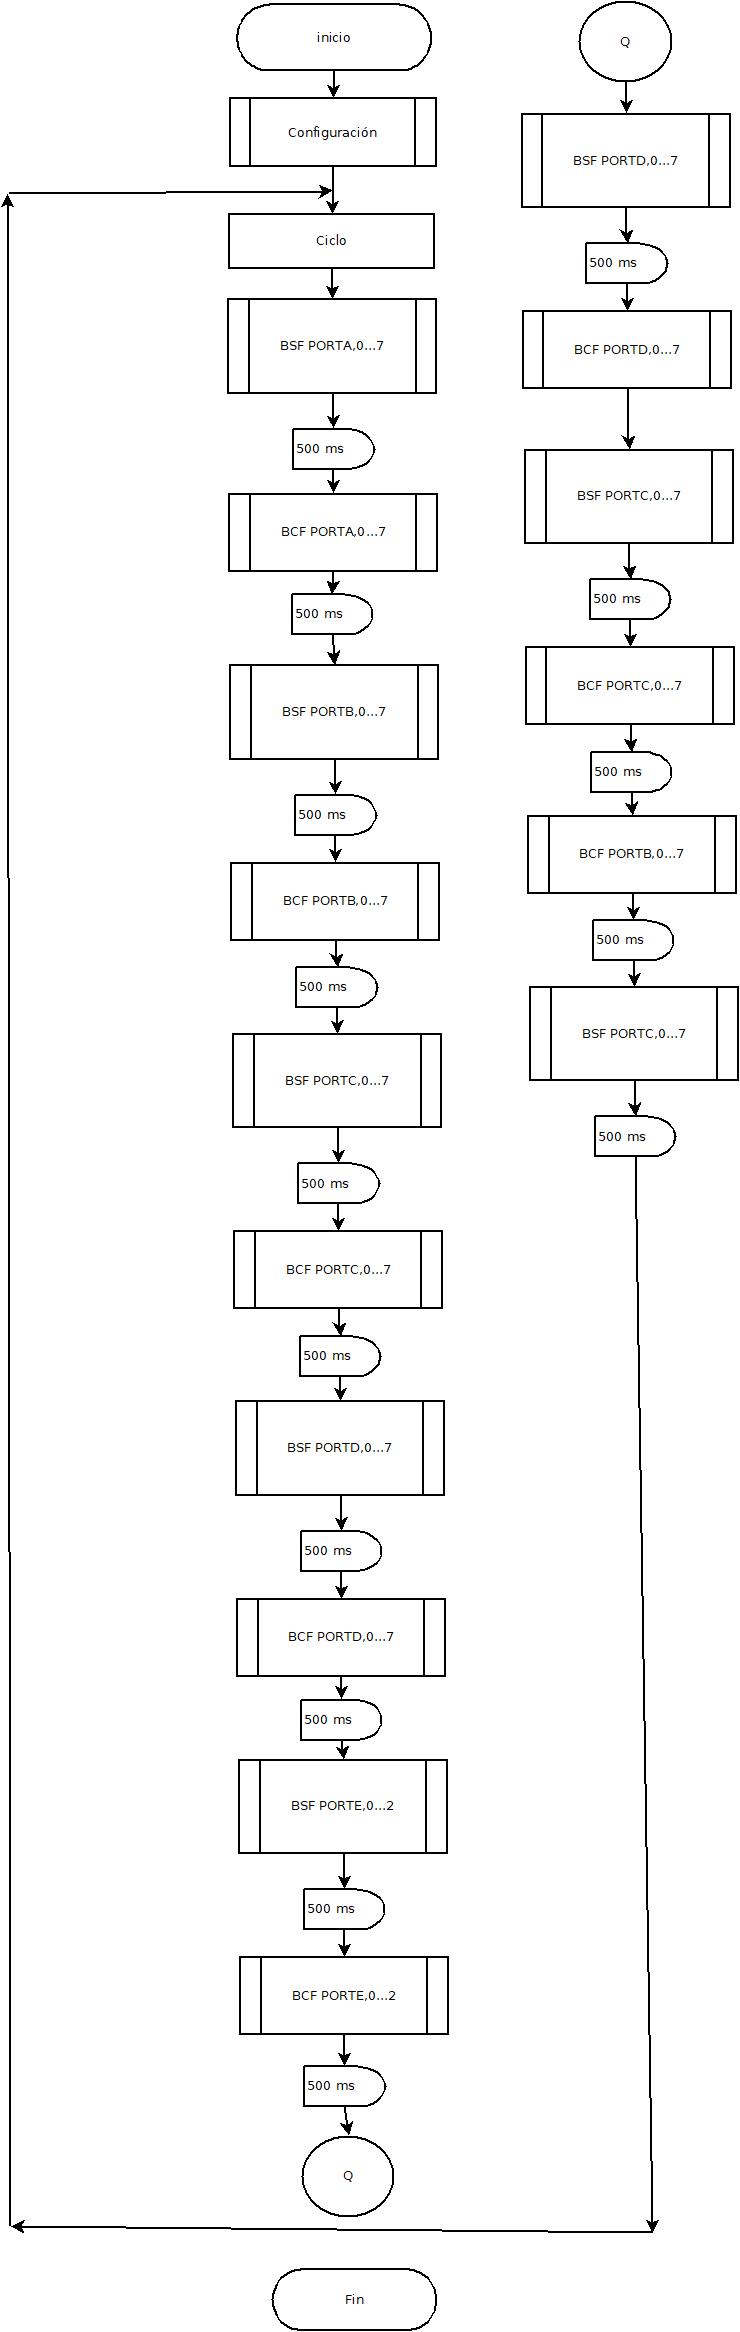 inicio
Configuración
Ciclo
BSF PORTA,0...7
500 ms
BCF PORTA,0...7
500 ms
BSF PORTB,0...7
500 ms
BCF PORTB,0...7
500 ms
BSF PORTC,0...7
500 ms
BCF PORTC,0...7
500 ms
BSF PORTD,0...7
500 ms
BCF PORTD,0...7
500 ms
BSF PORTE,0...2
500 ms
BCF PORTE,0...2
500 ms
Q
Fin
Q
BSF PORTD,0...7
500 ms
BCF PORTD,0...7
BSF PORTC,0...7
500 ms
BCF PORTC,0...7
500 ms
BCF PORTB,0...7
500 ms
BSF PORTC,0...7
500 ms